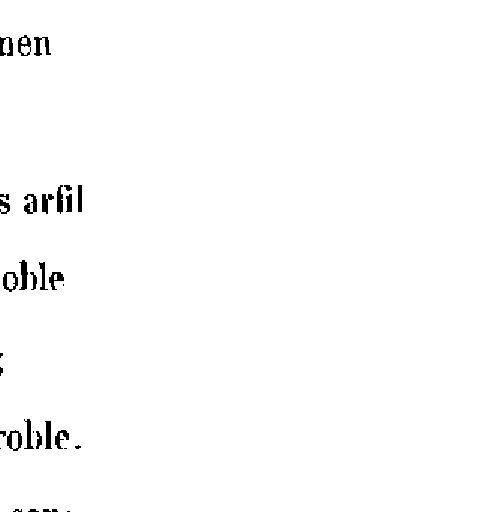 nen
s arfil
oble
;
roble.